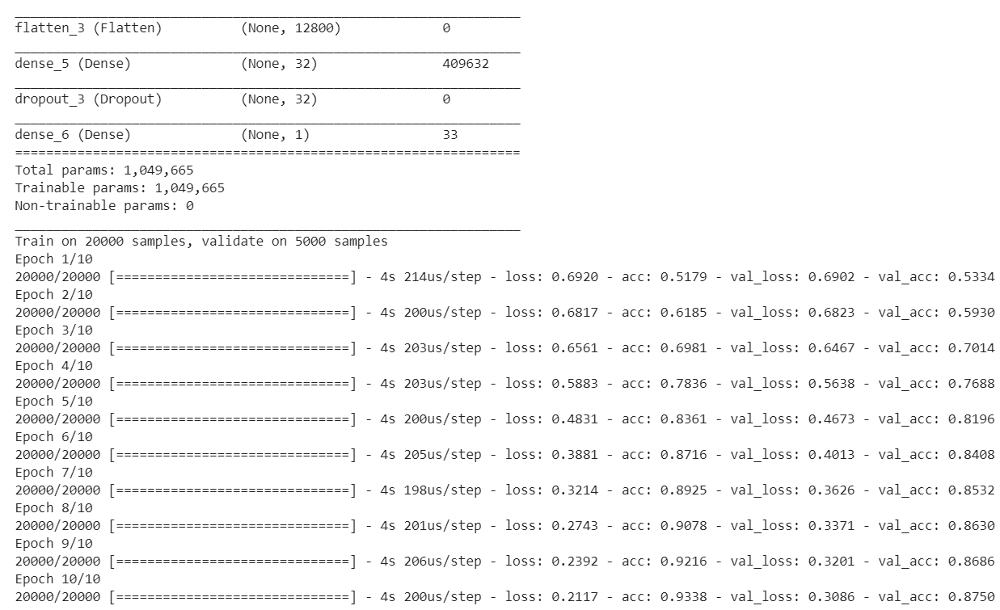 _________________________________________________________________
flatten_3 (Flatten)          (None, 12800)             0
_________________________________________________________________
dense_5 (Dense)              (None, 32)                409632
_________________________________________________________________
dropout_3 (Dropout)          (None, 32)                0
_________________________________________________________________
dense_6 (Dense)              (None, 1)                 33
=================================================================
Total params: 1,049,665
Trainable params: 1,049,665
Non-trainable params: 0
_________________________________________________________________
Train on 20000 samples, validate on 5000 samples
Epoch 1/10
20000/20000 [==============================] - 4s 214us/step - loss: 0.6920 - acc: 0.5179 - val_loss: 0.6902 - val_acc: 0.5334
Epoch 2/10
20000/20000 [==============================] - 4s 200us/step - loss: 0.6817 - acc: 0.6185 - val_loss: 0.6823 - val_acc: 0.5930
Epoch 3/10
20000/20000 [==============================] - 4s 203us/step - loss: 0.6561 - acc: 0.6981 - val_loss: 0.6467 - val_acc: 0.7014
Epoch 4/10
20000/20000 [==============================] - 4s 203us/step - loss: 0.5883 - acc: 0.7836 - val_loss: 0.5638 - val_acc: 0.7688
Epoch 5/10
20000/20000 [==============================] - 4s 200us/step - loss: 0.4831 - acc: 0.8361 - val_loss: 0.4673 - val_acc: 0.8196
Epoch 6/10
20000/20000 [==============================] - 4s 205us/step - loss: 0.3881 - acc: 0.8716 - val_loss: 0.4013 - val_acc: 0.8408
Epoch 7/10
20000/20000 [==============================] - 4s 198us/step - loss: 0.3214 - acc: 0.8925 - val_loss: 0.3626 - val_acc: 0.8532
Epoch 8/10
20000/20000 [==============================] - 4s 201us/step - loss: 0.2743 - acc: 0.9078 - val_loss: 0.3371 - val_acc: 0.8630
Epoch 9/10
20000/20000 [==============================] - 4s 206us/step - loss: 0.2392 - acc: 0.9216 - val_loss: 0.3201 - val_acc: 0.8686
Epoch 10/10
20000/20000 [==============================] - 4s 200us/step - loss: 0.2117 - acc: 0.9338 - val_loss: 0.3086 - val_acc: 0.8750